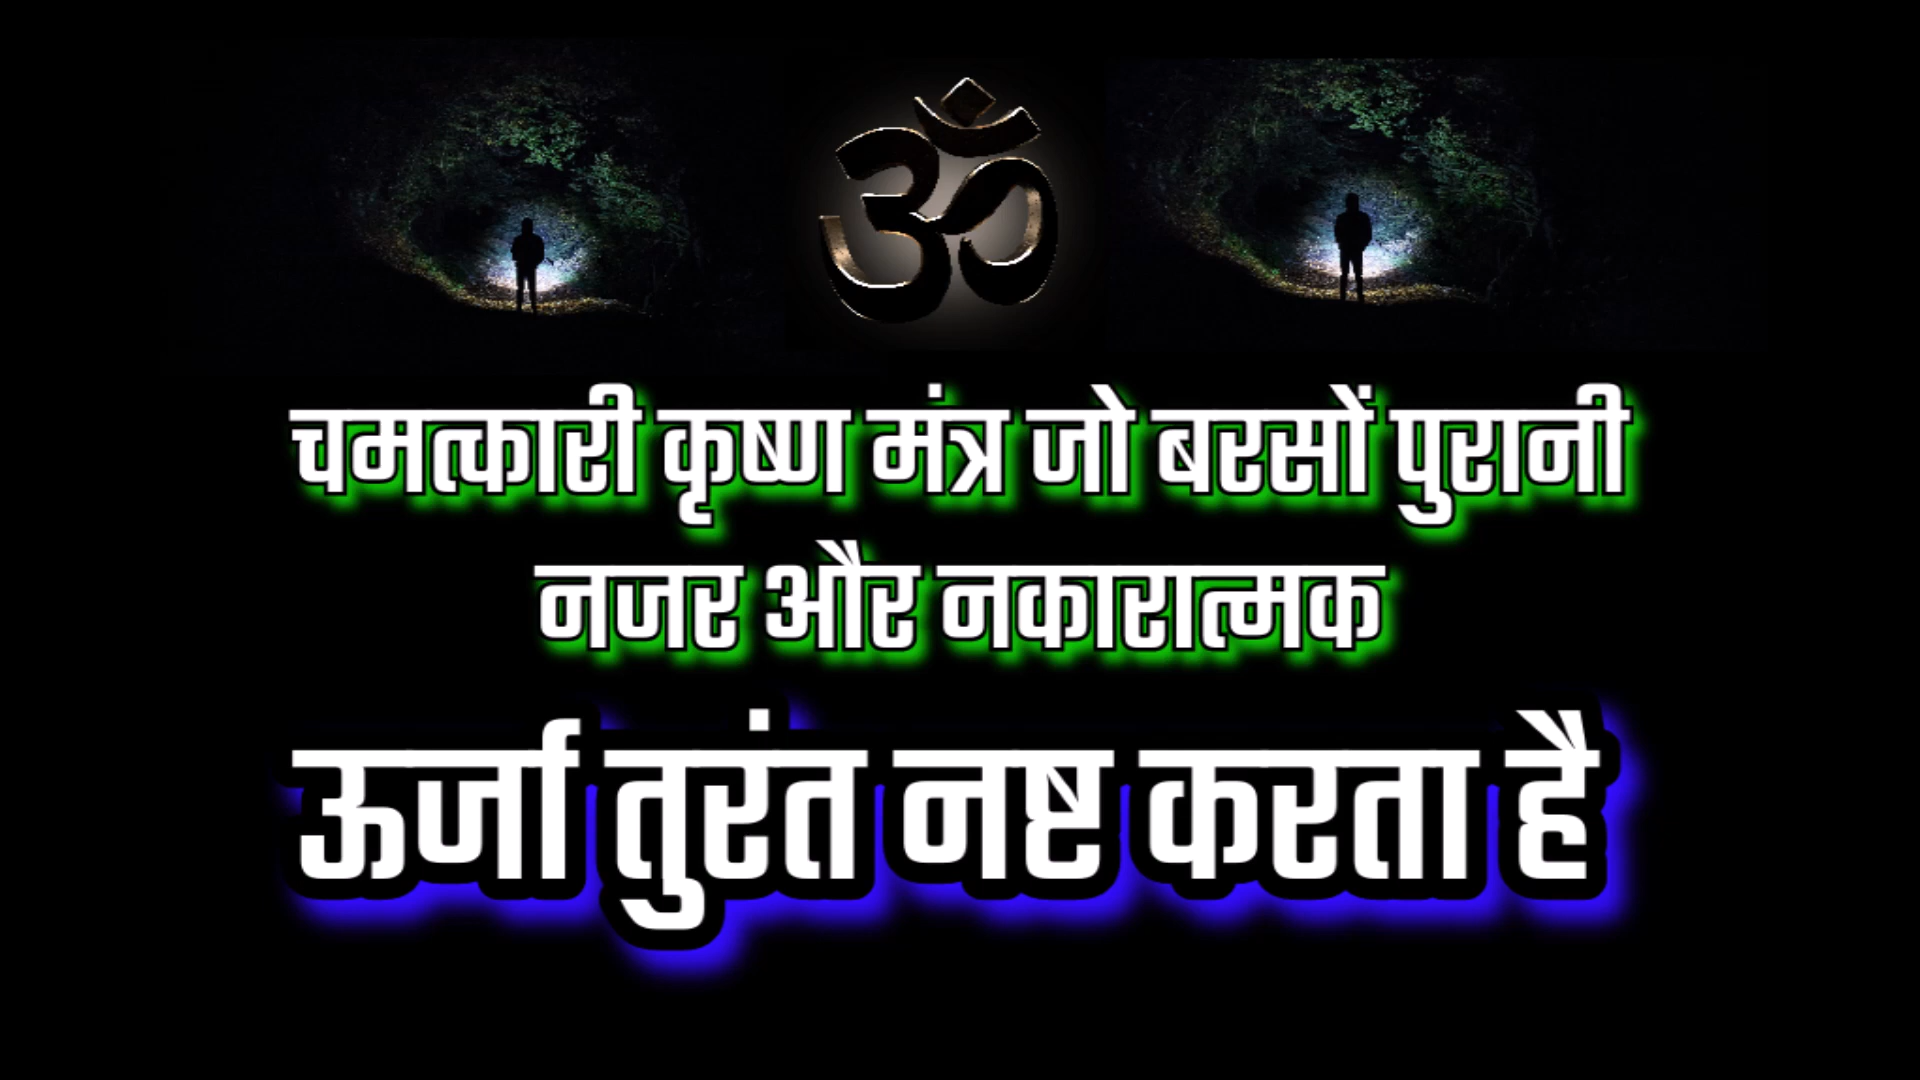 ॐ
चमत्कारी कृष्ण मंत्र जो बरसों पुरानी
नजर और नकारात्मक
ऊर्जा तुरंत नष्ट करता है